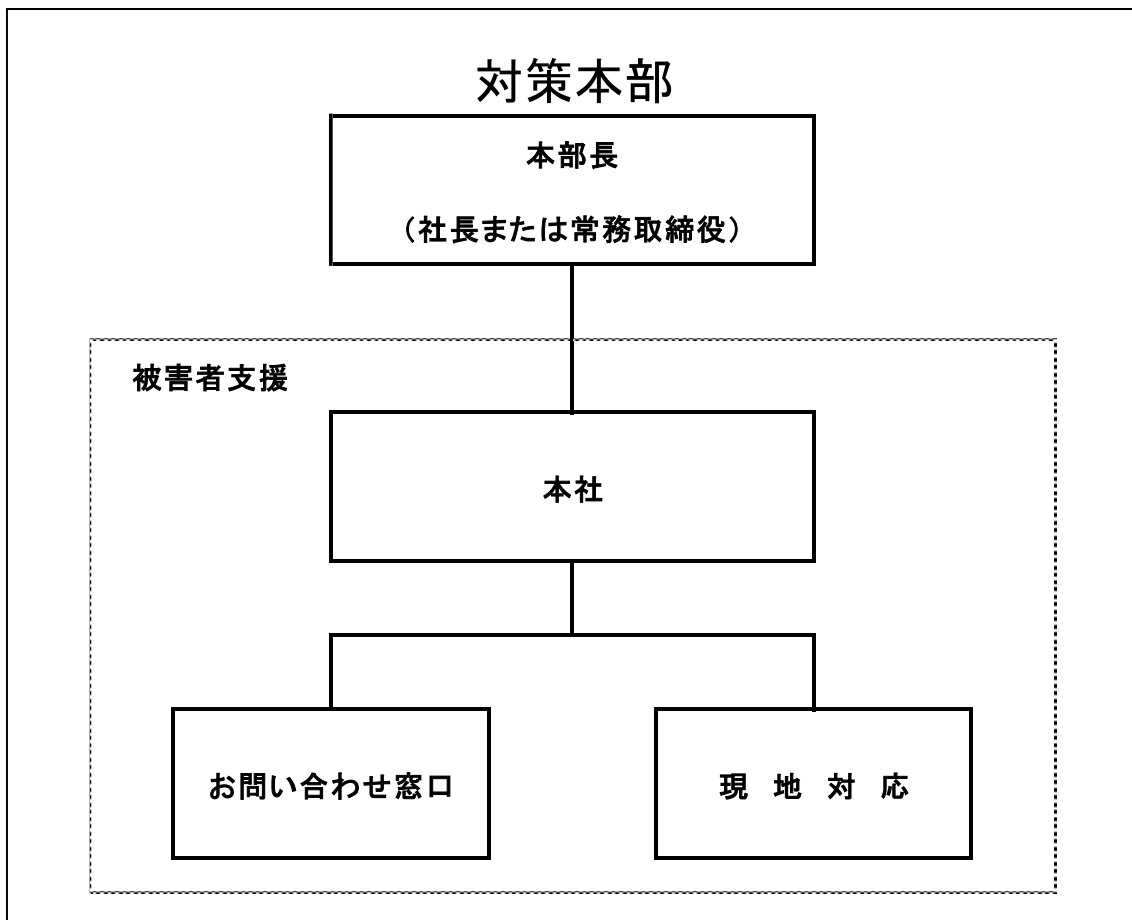 対策本部
本部長
（社長または常務取締役）
被害者支援
本社
お問い合わせ窓口
現 地 対 応